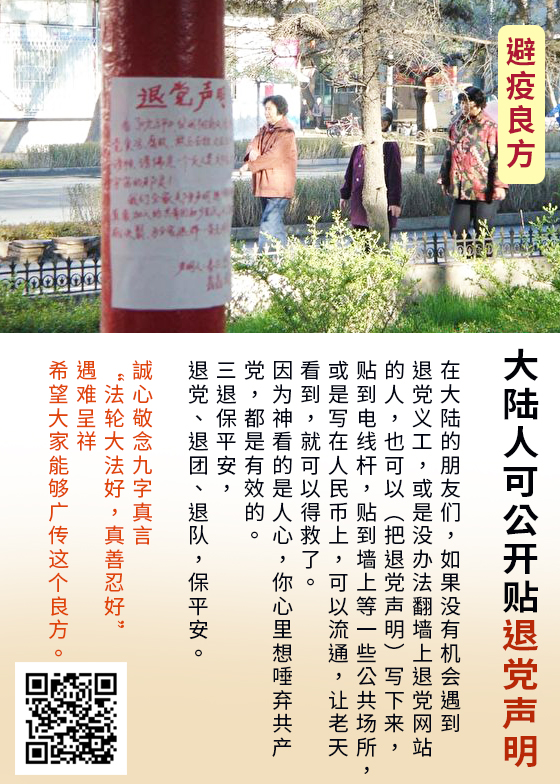 避疫良方
退党声明
大陆人可公开贴退党声明
在大陆的朋友们，如果没有机会遇到
退党义工，或是没办法翻墙上退党网站
的人，也可以（把退党声明）写下来，
贴到电线杆，贴到墙上等一些公共场所，
或是写在人民币上，可以流通，让老天
看到，就可以得救了。
因为神看的是人心，你心里想唾弃共产
党，都是有效的。
三退保平安，
退党、退团、退队，保平安。
誠心敬念九字真言
“法轮大法好，真善忍好”
遇难呈祥
希望大家能够广传这个良方。